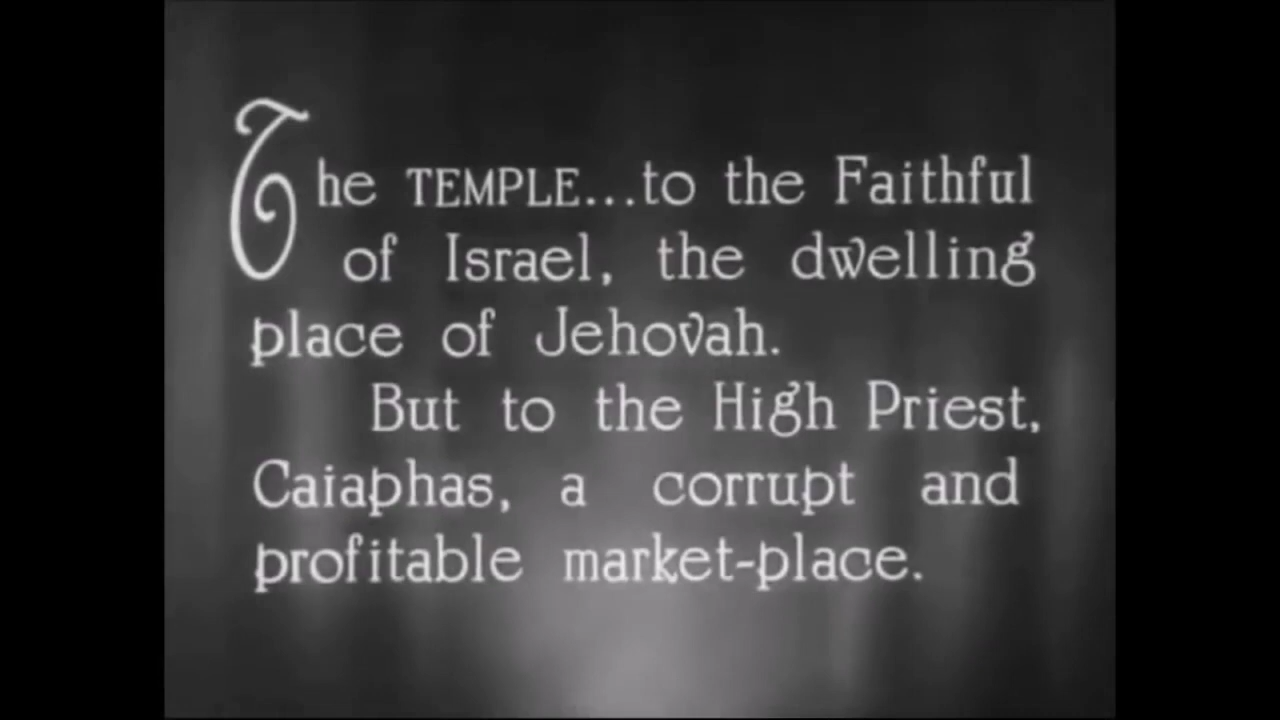 The TEMPLE...to the Faithful
of Israel, the dwelling
place of Jehovah.
But to the High Priest,
Caiaphas, a corrupt and
profitable market-place.